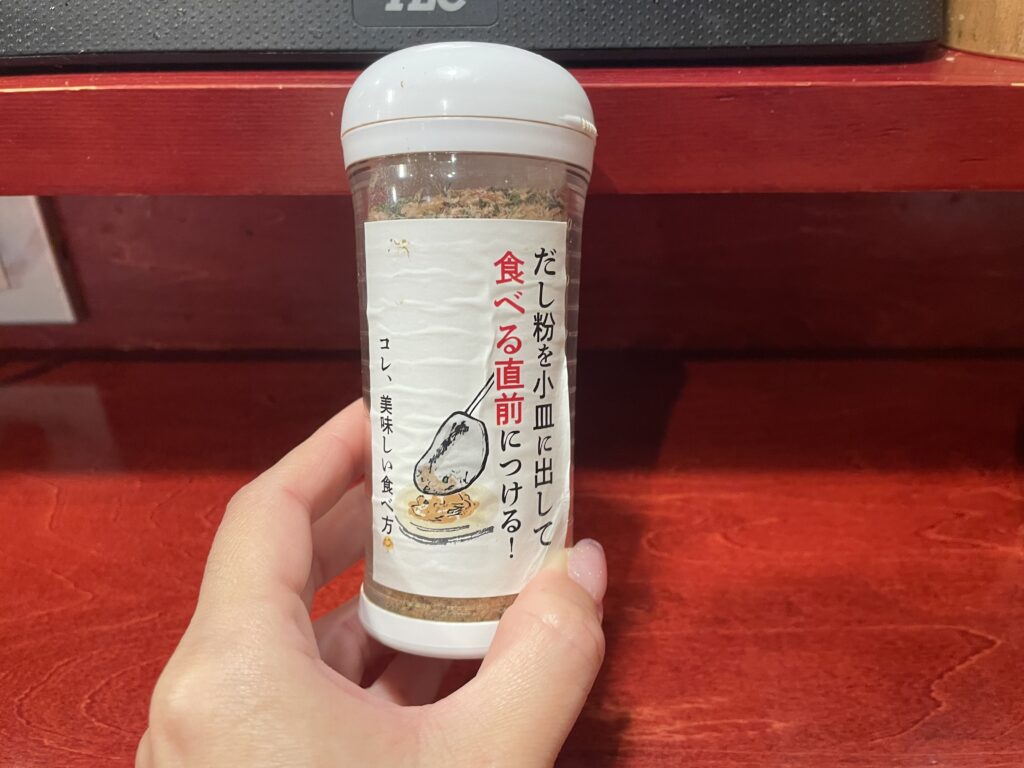 だし粉を小皿に出して
食べる直前につける!
コレ、美味しい食べ方